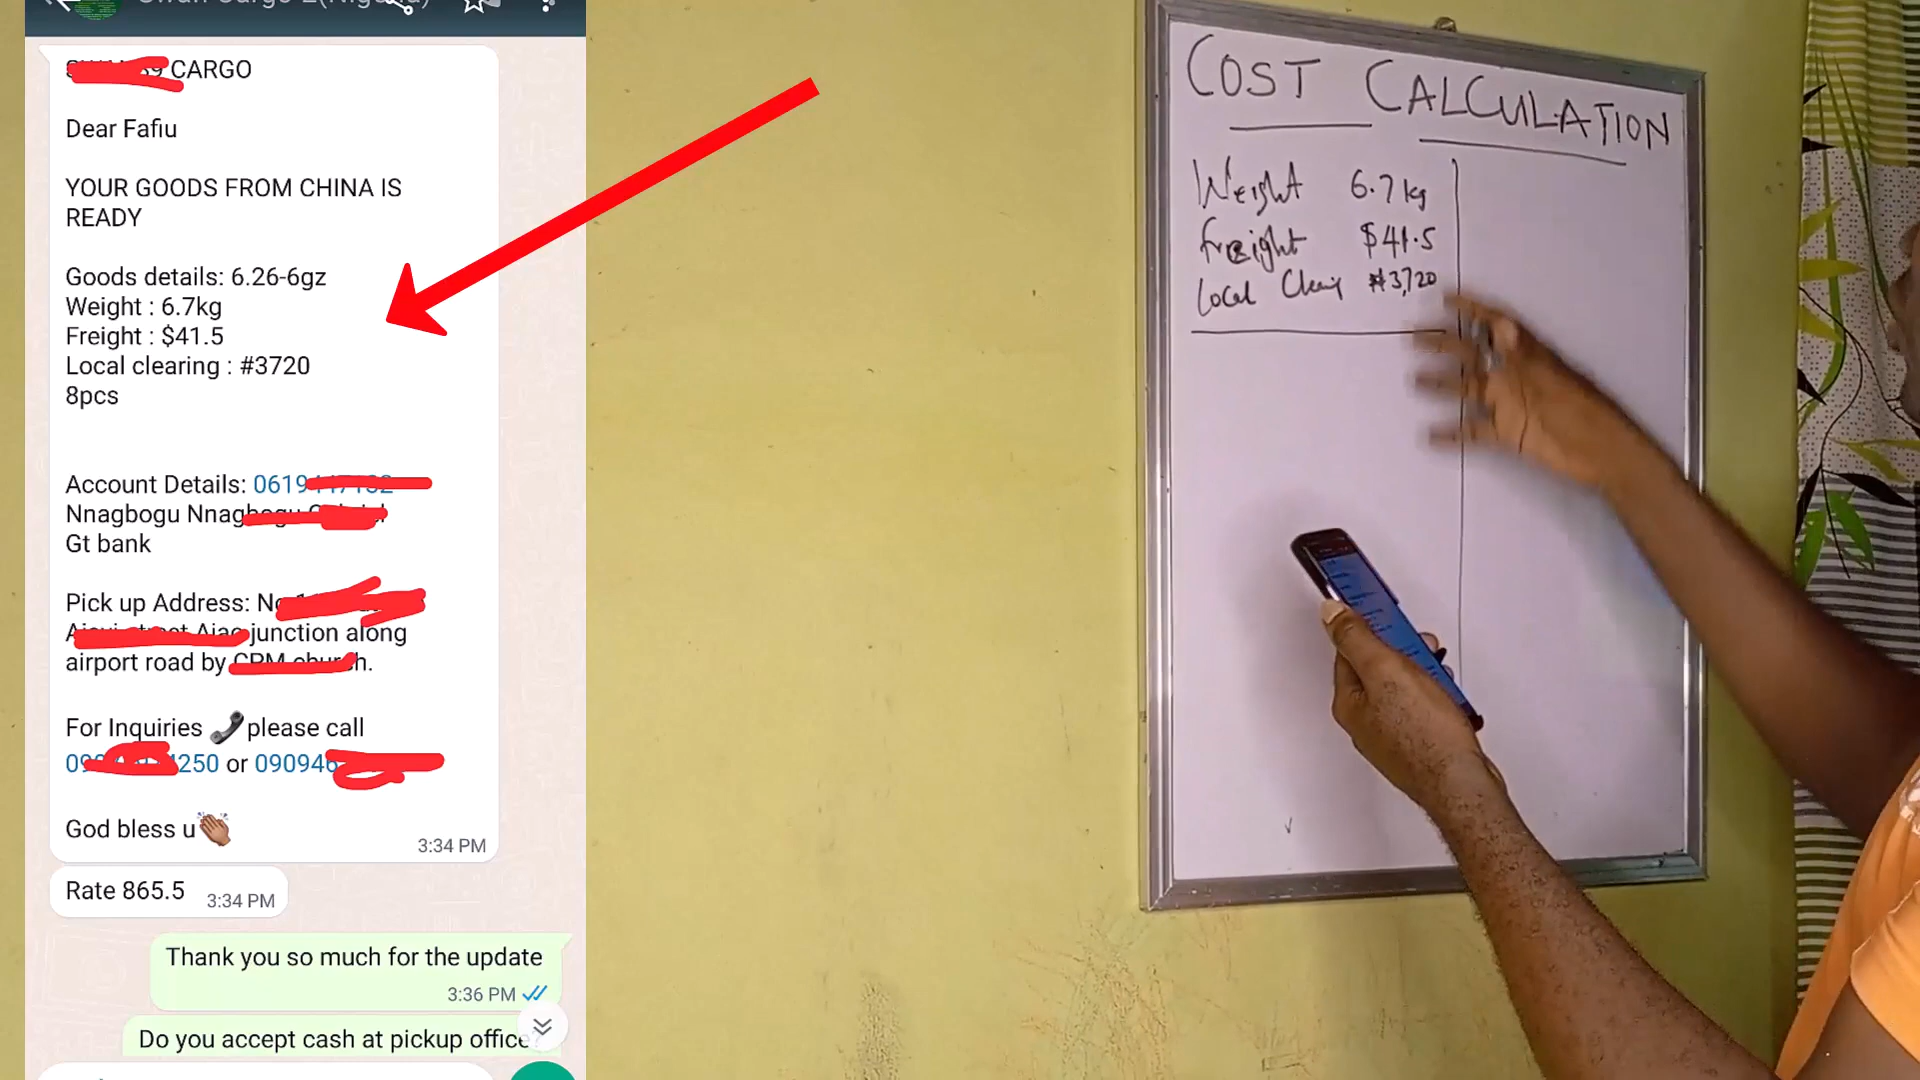 CARGO
Dear Fafiu
YOUR GOODS FROM CHINA IS
READY
Goods details: 6.26-6gz
Weight : 6.7kg
Freight : $41.5
Local clearing : #3720
8pcs
Account Details: 0619
Nnagbogu
Gt bank
Pick up Address:
junction along
airport road by
For Inquiries please call
250 or 090946
God bless u
3:34 PM
Rate 865.5
3:34 PM
Thank you so much for the update
3:36 PM
Do you accept cash at pickup office?
COST CALCULATION
Weight 6.7 kg
freight $41.5
Local ₦3,720